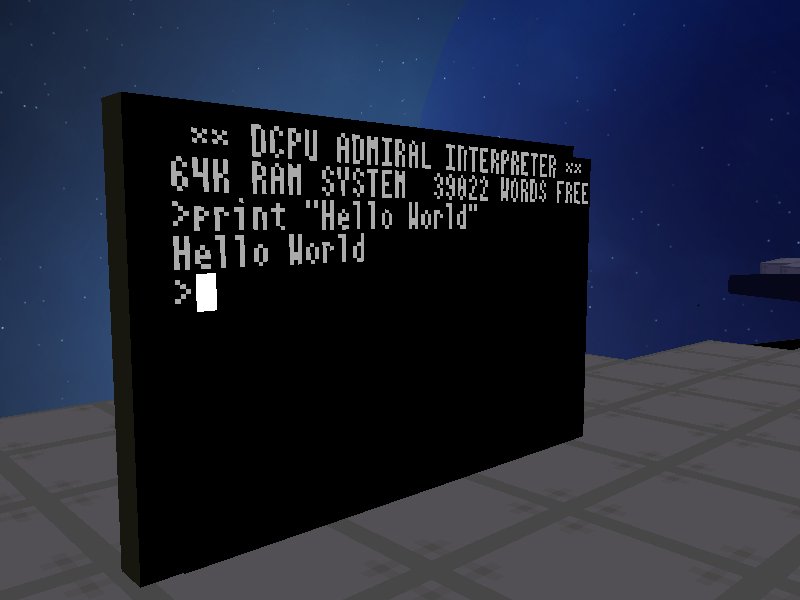 ** DCPU ADMIRAL INTERPRETER **
64K RAM SYSTEM 39022 WORDS FREE
>print "Hello World"
Hello World
>